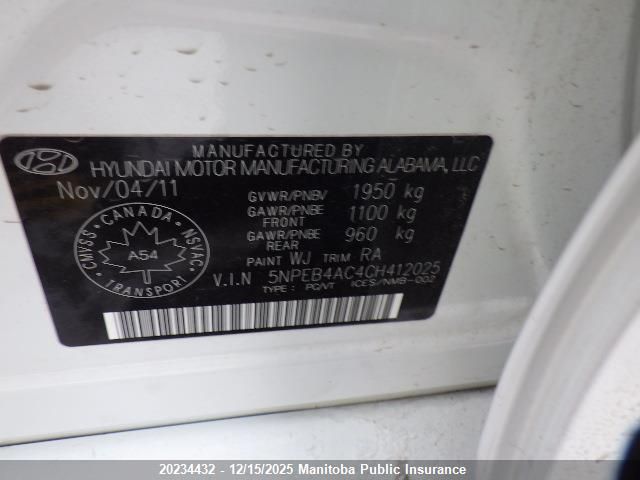 MANUFACTURED BY
HYUNDAI MOTOR MANUFACTURING ALABAMA, LLC
Nov/04/11
GVWR/PNBV 1950 kg
GAWR/PNBE FRONT 1100 kg
GAWR/PNBE REAR 960 kg
PAINT WJ TRIM RA
CANADA
CMVSS A54 NSVAC
TRANSPORT
V.I.N 5NPEB4AC4CH412025
TYPE : PC/VT ICES/NMB-002
20234432 - 12/15/2025 Manitoba Public Insurance